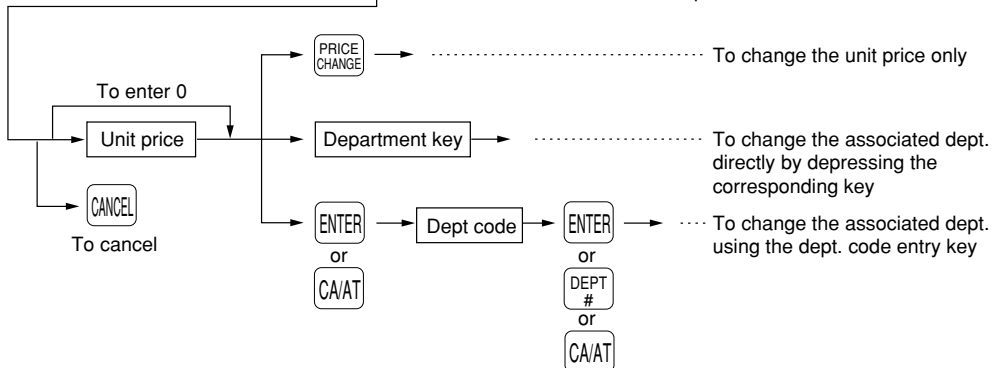 PRICE
CHANGE
To change the unit price only
To enter 0
Unit price
Department key
To change the associated dept.
directly by depressing the
corresponding key
CANCEL
To cancel
ENTER
or
CA/AT
Dept code
ENTER
or
DEPT
#
or
CA/AT
To change the associated dept.
using the dept. code entry key